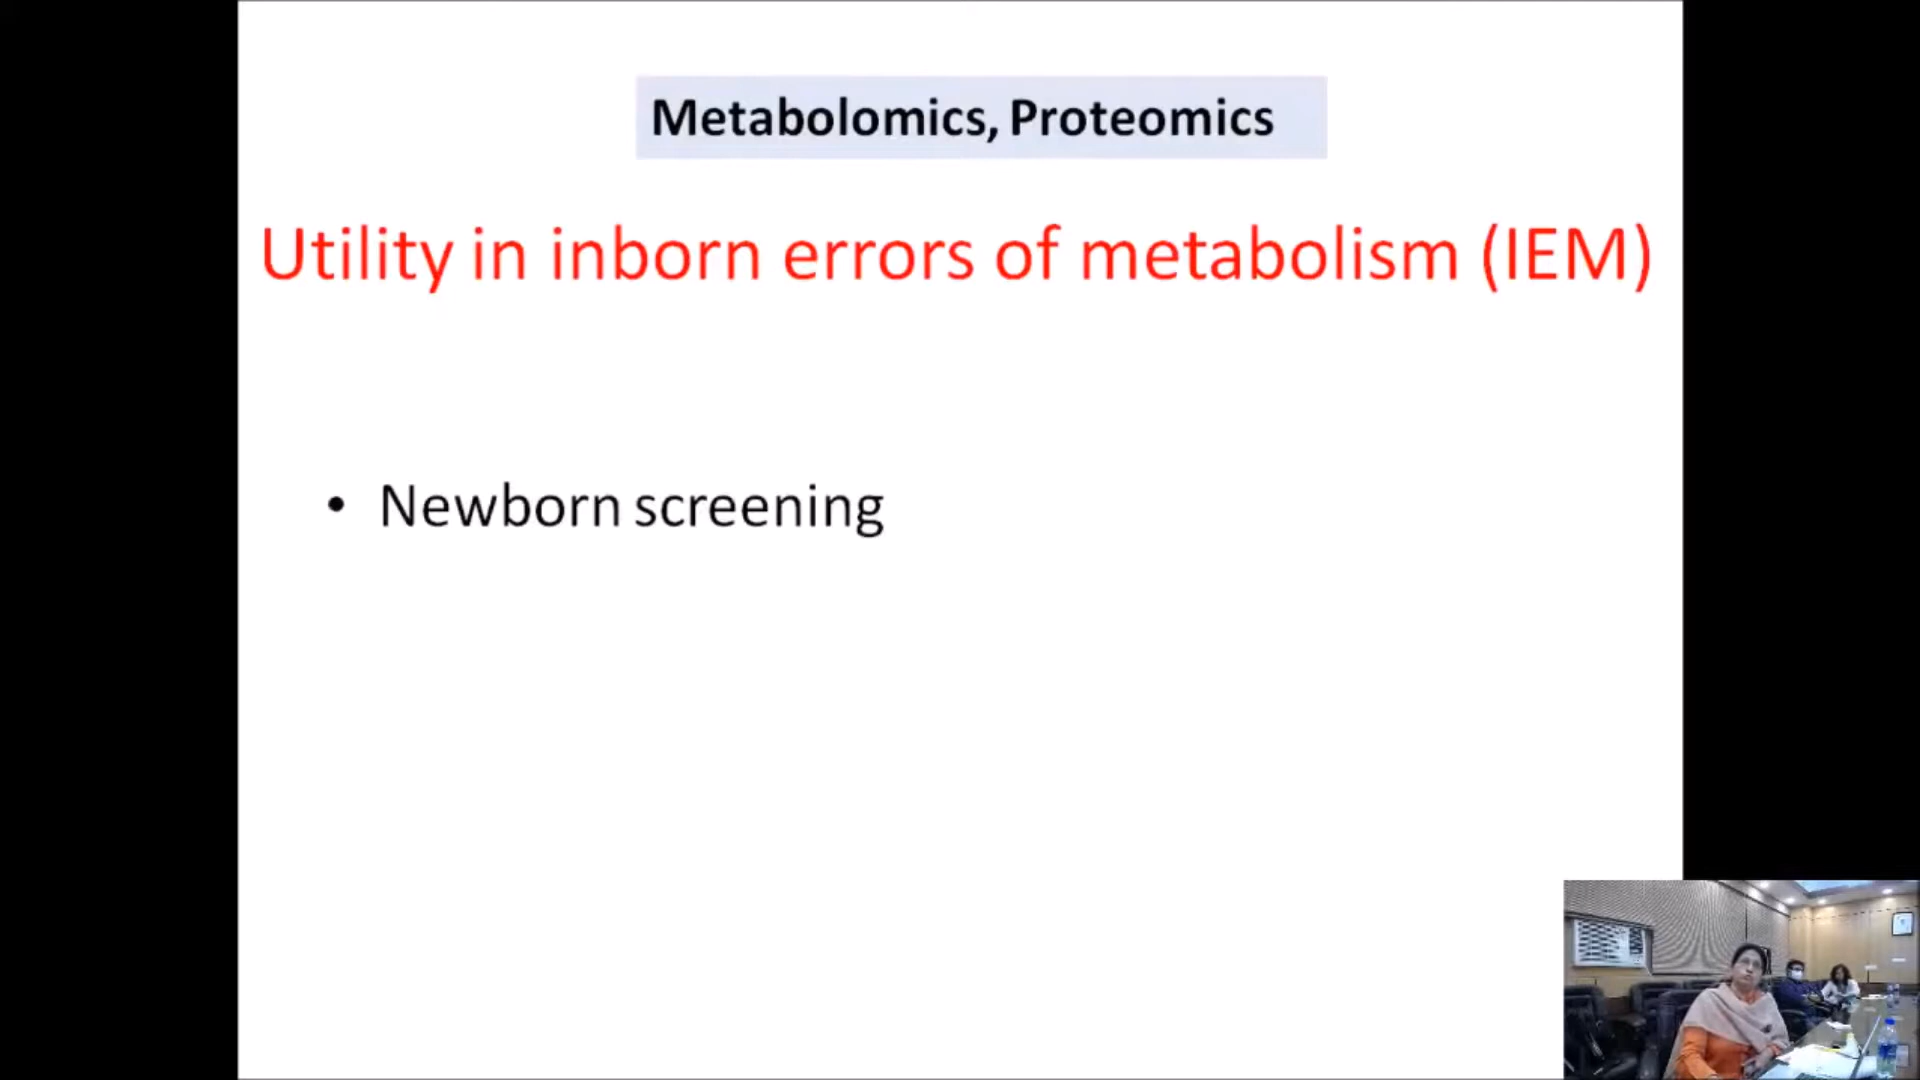 Metabolomics, Proteomics
Utility in inborn errors of metabolism (IEM)
• Newborn screening